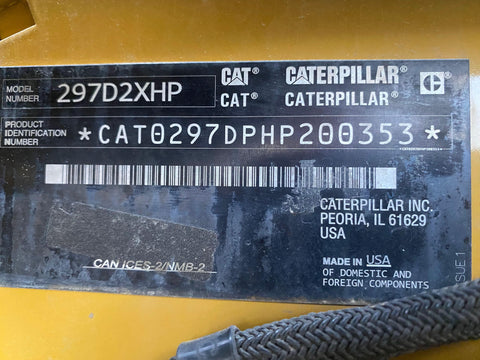 MODEL NUMBER 297D2XHP
CAT® CATERPILLAR®
CAT® CATERPILLAR®
PRODUCT IDENTIFICATION NUMBER *CAT0297DPHP200353*
CATERPILLAR INC.
PEORIA, IL 61629
USA
CAN ICES-2/NMB-2
MADE IN USA
OF DOMESTIC AND
FOREIGN COMPONENTS